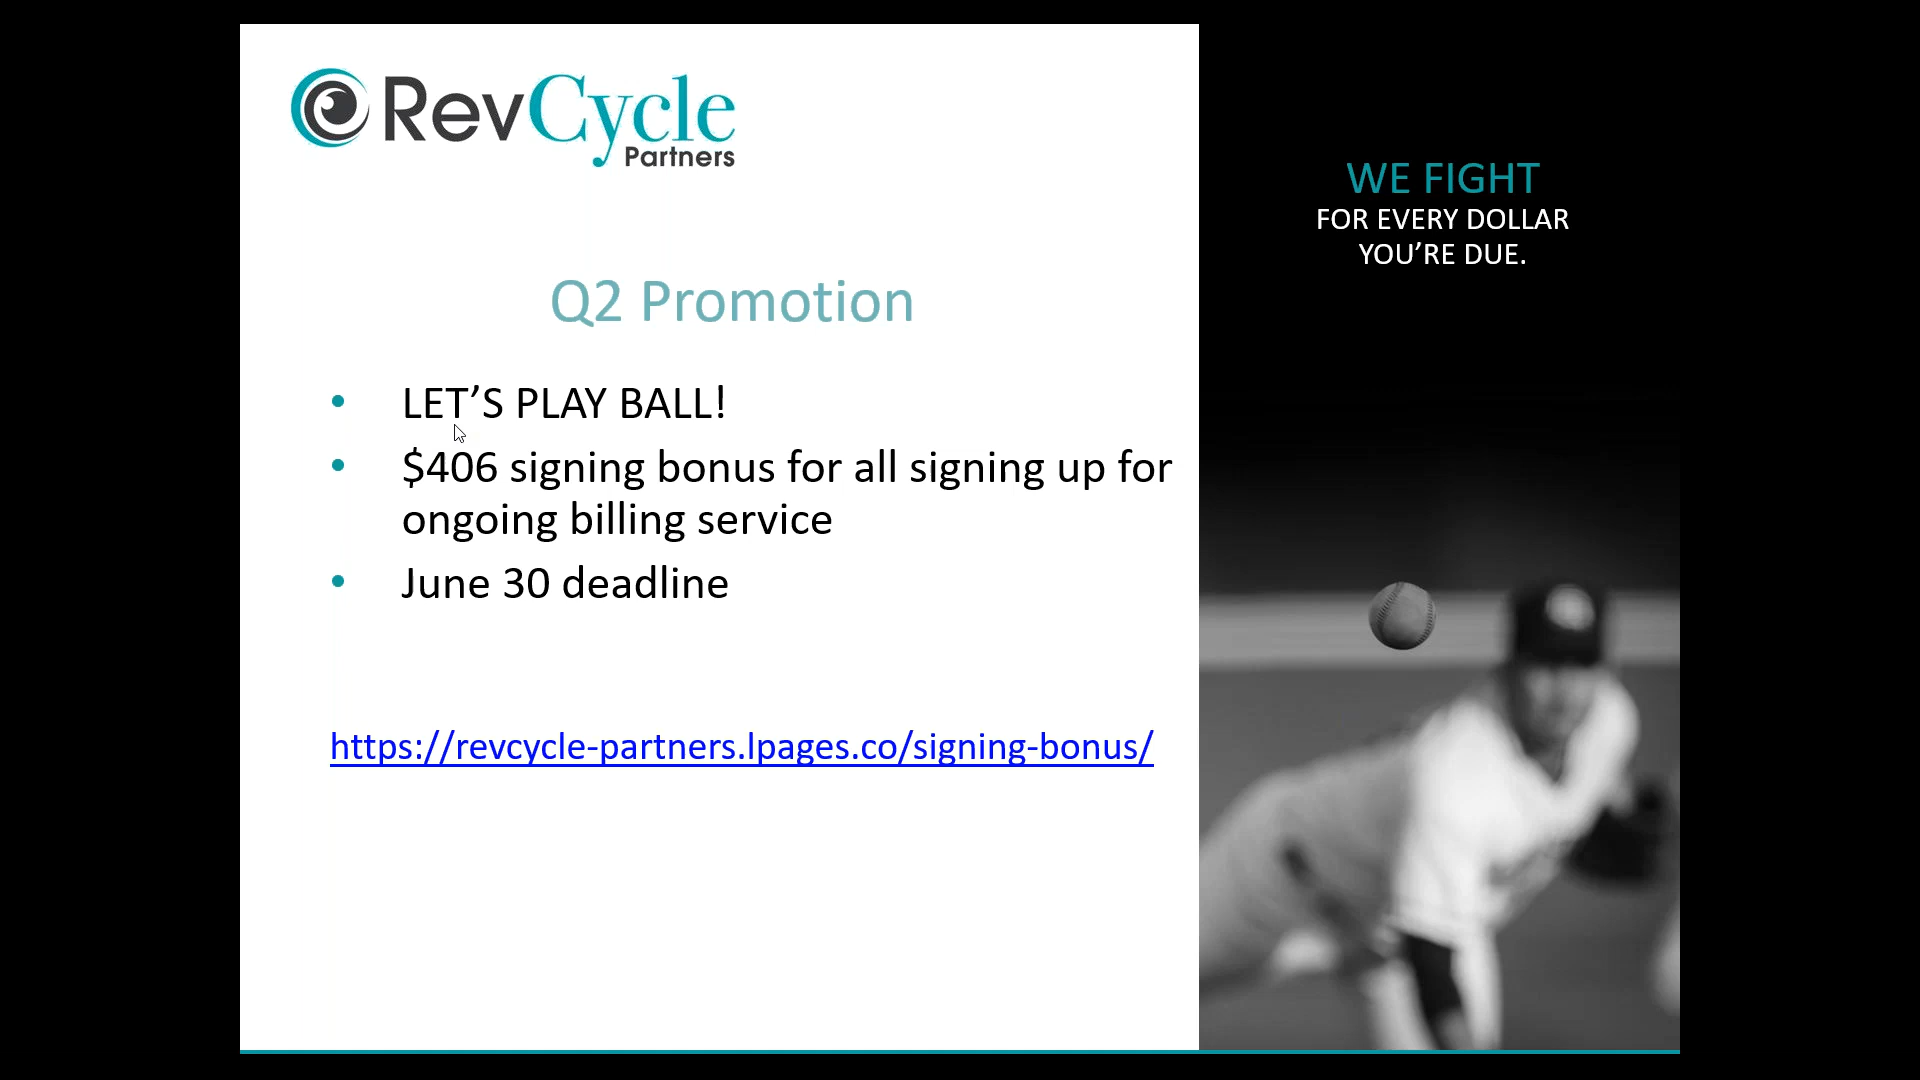 RevCycle
Partners
WE FIGHT
FOR EVERY DOLLAR
YOU’RE DUE.
Q2 Promotion
• LET’S PLAY BALL!
• $406 signing bonus for all signing up for
ongoing billing service
• June 30 deadline
https://revcycle-partners.lpages.co/signing-bonus/